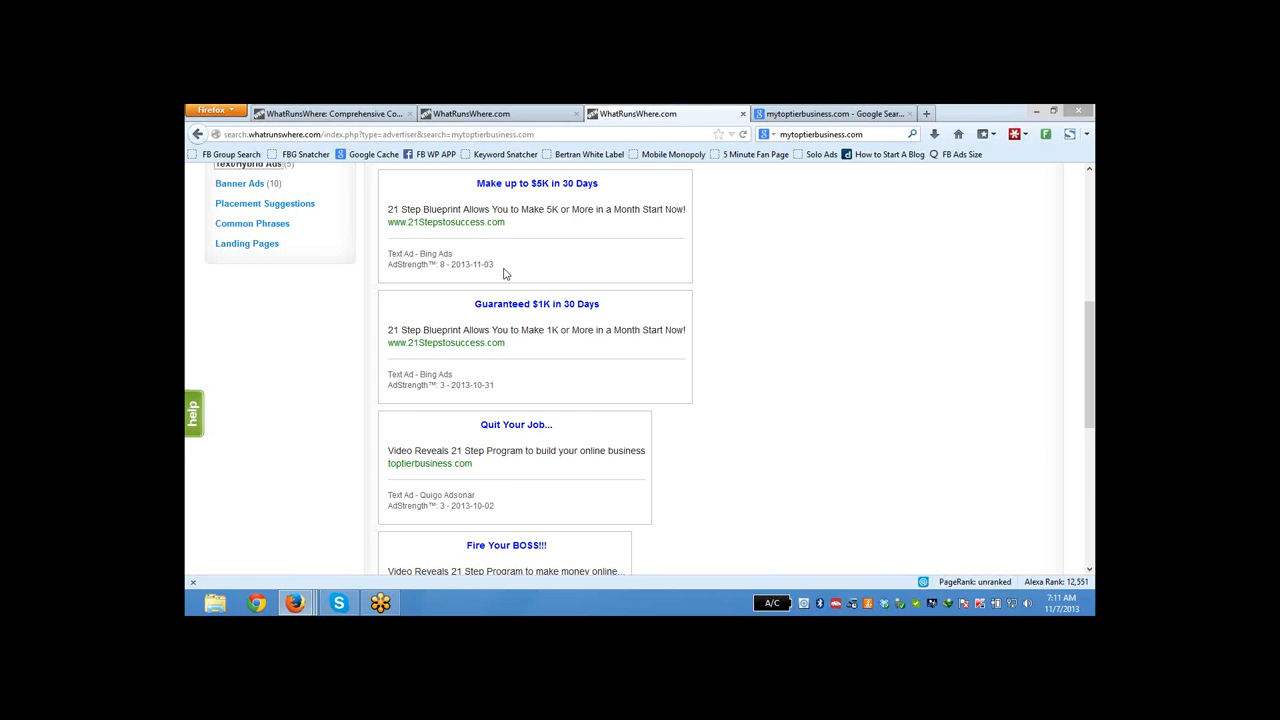 Firefox
WhatRunsWhere: Comprehensive Co...
WhatRunsWhere.com
WhatRunsWhere.com
mytoptierbusiness.com - Google Sear...
search.whatrunswhere.com/index.php?type=advertiser&search=mytoptierbusiness.com
mytoptierbusiness.com
FB Group Search
FBG Snatcher
Google Cache
FB WP APP
Keyword Snatcher
Bertran White Label
Mobile Monopoly
5 Minute Fan Page
Solo Ads
How to Start A Blog
FB Ads Size
Text/Hybrid Ads (5)
Banner Ads (10)
Placement Suggestions
Common Phrases
Landing Pages
help
Make up to $5K in 30 Days
21 Step Blueprint Allows You to Make 5K or More in a Month Start Now!
www.21Stepstosuccess.com
Text Ad - Bing Ads
AdStrength™: 8 - 2013-11-03
Guaranteed $1K in 30 Days
21 Step Blueprint Allows You to Make 1K or More in a Month Start Now!
www.21Stepstosuccess.com
Text Ad - Bing Ads
AdStrength™: 3 - 2013-10-31
Quit Your Job...
Video Reveals 21 Step Program to build your online business
toptierbusiness.com
Text Ad - Quigo Adsonar
AdStrength™: 3 - 2013-10-02
Fire Your BOSS!!!
Video Reveals 21 Step Program to make money online...
PageRank: unranked
Alexa Rank: 12,551
A/C
7:11 AM
11/7/2013